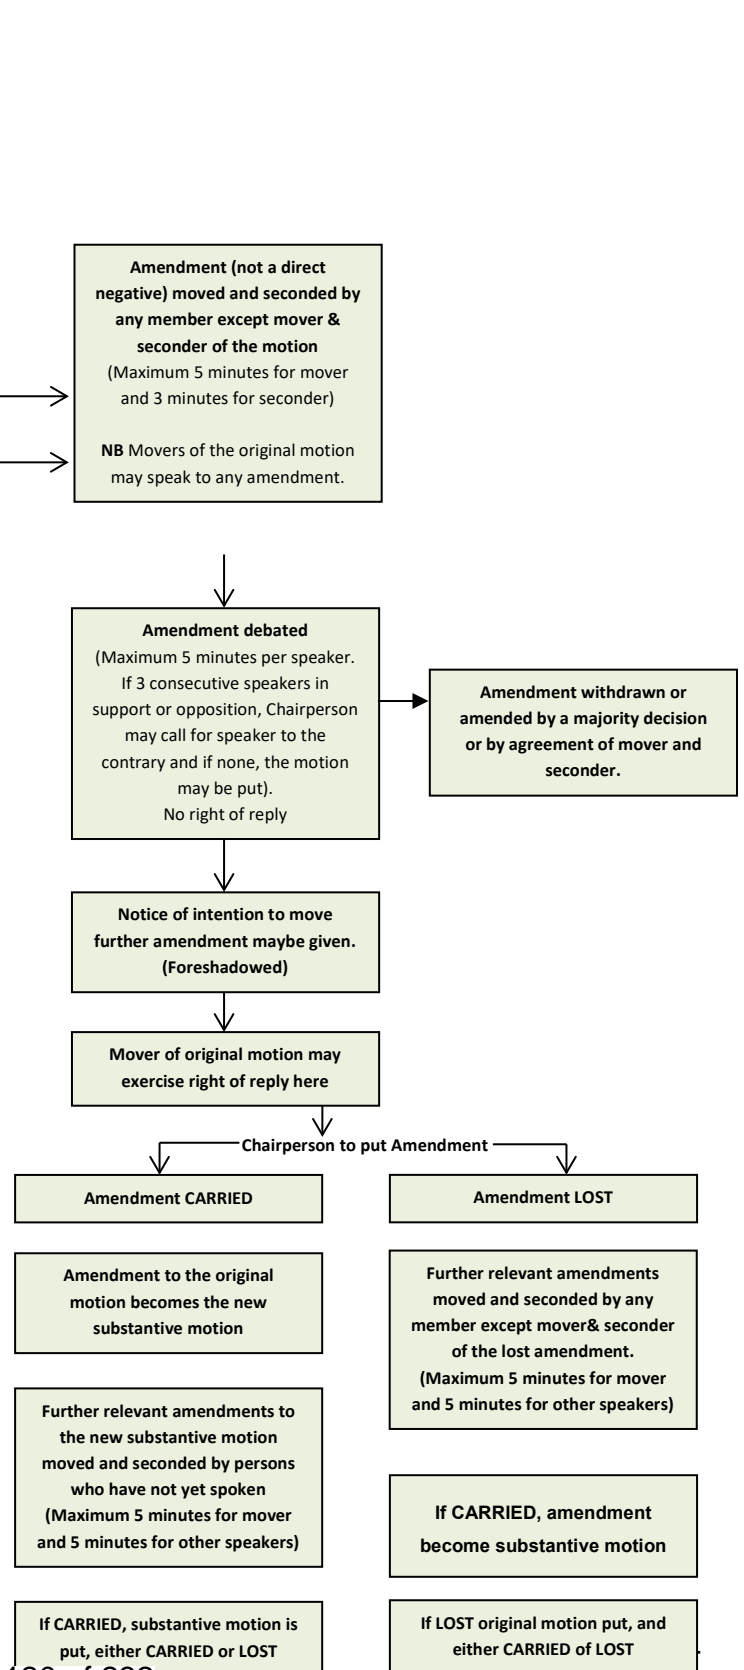 Amendment (not a direct
negative) moved and seconded by
any member except mover &
seconder of the motion
(Maximum 5 minutes for mover
and 3 minutes for seconder)
NB Movers of the original motion
may speak to any amendment.
Amendment debated
(Maximum 5 minutes per speaker.
If 3 consecutive speakers in
support or opposition, Chairperson
may call for speaker to the
contrary and if none, the motion
may be put).
No right of reply
Amendment withdrawn or
amended by a majority decision
or by agreement of mover and
seconder.
Notice of intention to move
further amendment maybe given.
(Foreshadowed)
Mover of original motion may
exercise right of reply here
Chairperson to put Amendment
Amendment CARRIED
Amendment to the original
motion becomes the new
substantive motion
Further relevant amendments to
the new substantive motion
moved and seconded by persons
who have not yet spoken
(Maximum 5 minutes for mover
and 5 minutes for other speakers)
If CARRIED, substantive motion is
put, either CARRIED or LOST
Amendment LOST
Further relevant amendments
moved and seconded by any
member except mover& seconder
of the lost amendment.
(Maximum 5 minutes for mover
and 5 minutes for other speakers)
If CARRIED, amendment
become substantive motion
If LOST original motion put, and
either CARRIED of LOST